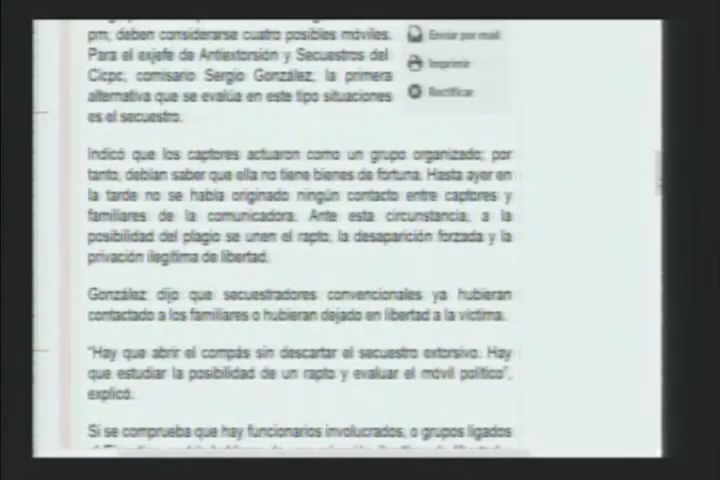 pm, deben considerarse cuatro posibles móviles.
Para el exjefe de Antiextorsión y Secuestros del
Cicpc, comisario Sergio González, la primera
alternativa que se evalúa en este tipo situaciones
es el secuestro.
Enviar por mail
Imprimir
Rectificar
Indicó que los captores actuaron como un grupo organizado; por
tanto, debían saber que ella no tiene bienes de fortuna. Hasta ayer en
la tarde no se había originado ningún contacto entre captores y
familiares de la comunicadora. Ante esta circunstancia, a la
posibilidad del plagio se unen el rapto, la desaparición forzada y la
privación ilegítima de libertad.
González dijo que secuestradores convencionales ya hubieran
contactado a los familiares o hubieran dejado en libertad a la víctima.
"Hay que abrir el compás sin descartar el secuestro extorsivo. Hay
que estudiar la posibilidad de un rapto y evaluar el móvil político",
explicó.
Si se comprueba que hay funcionarios involucrados, o grupos ligados